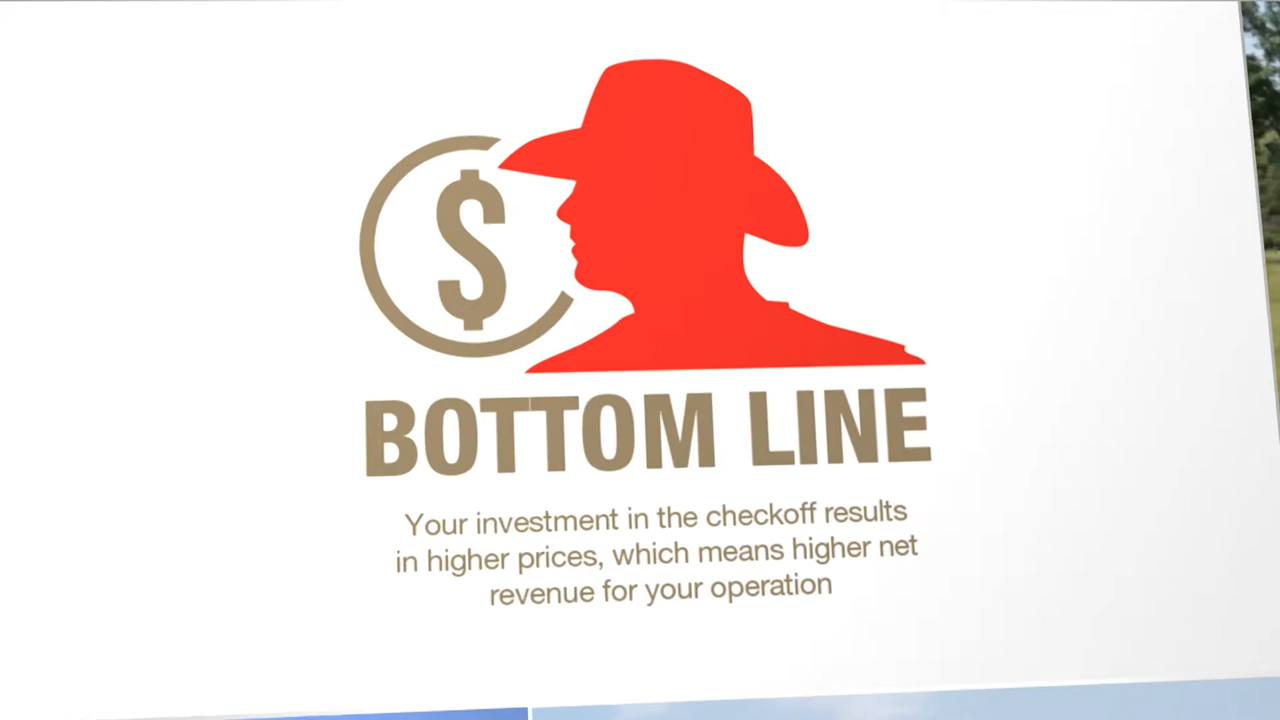 $
BOTTOM LINE
Your investment in the checkoff results
in higher prices, which means higher net
revenue for your operation